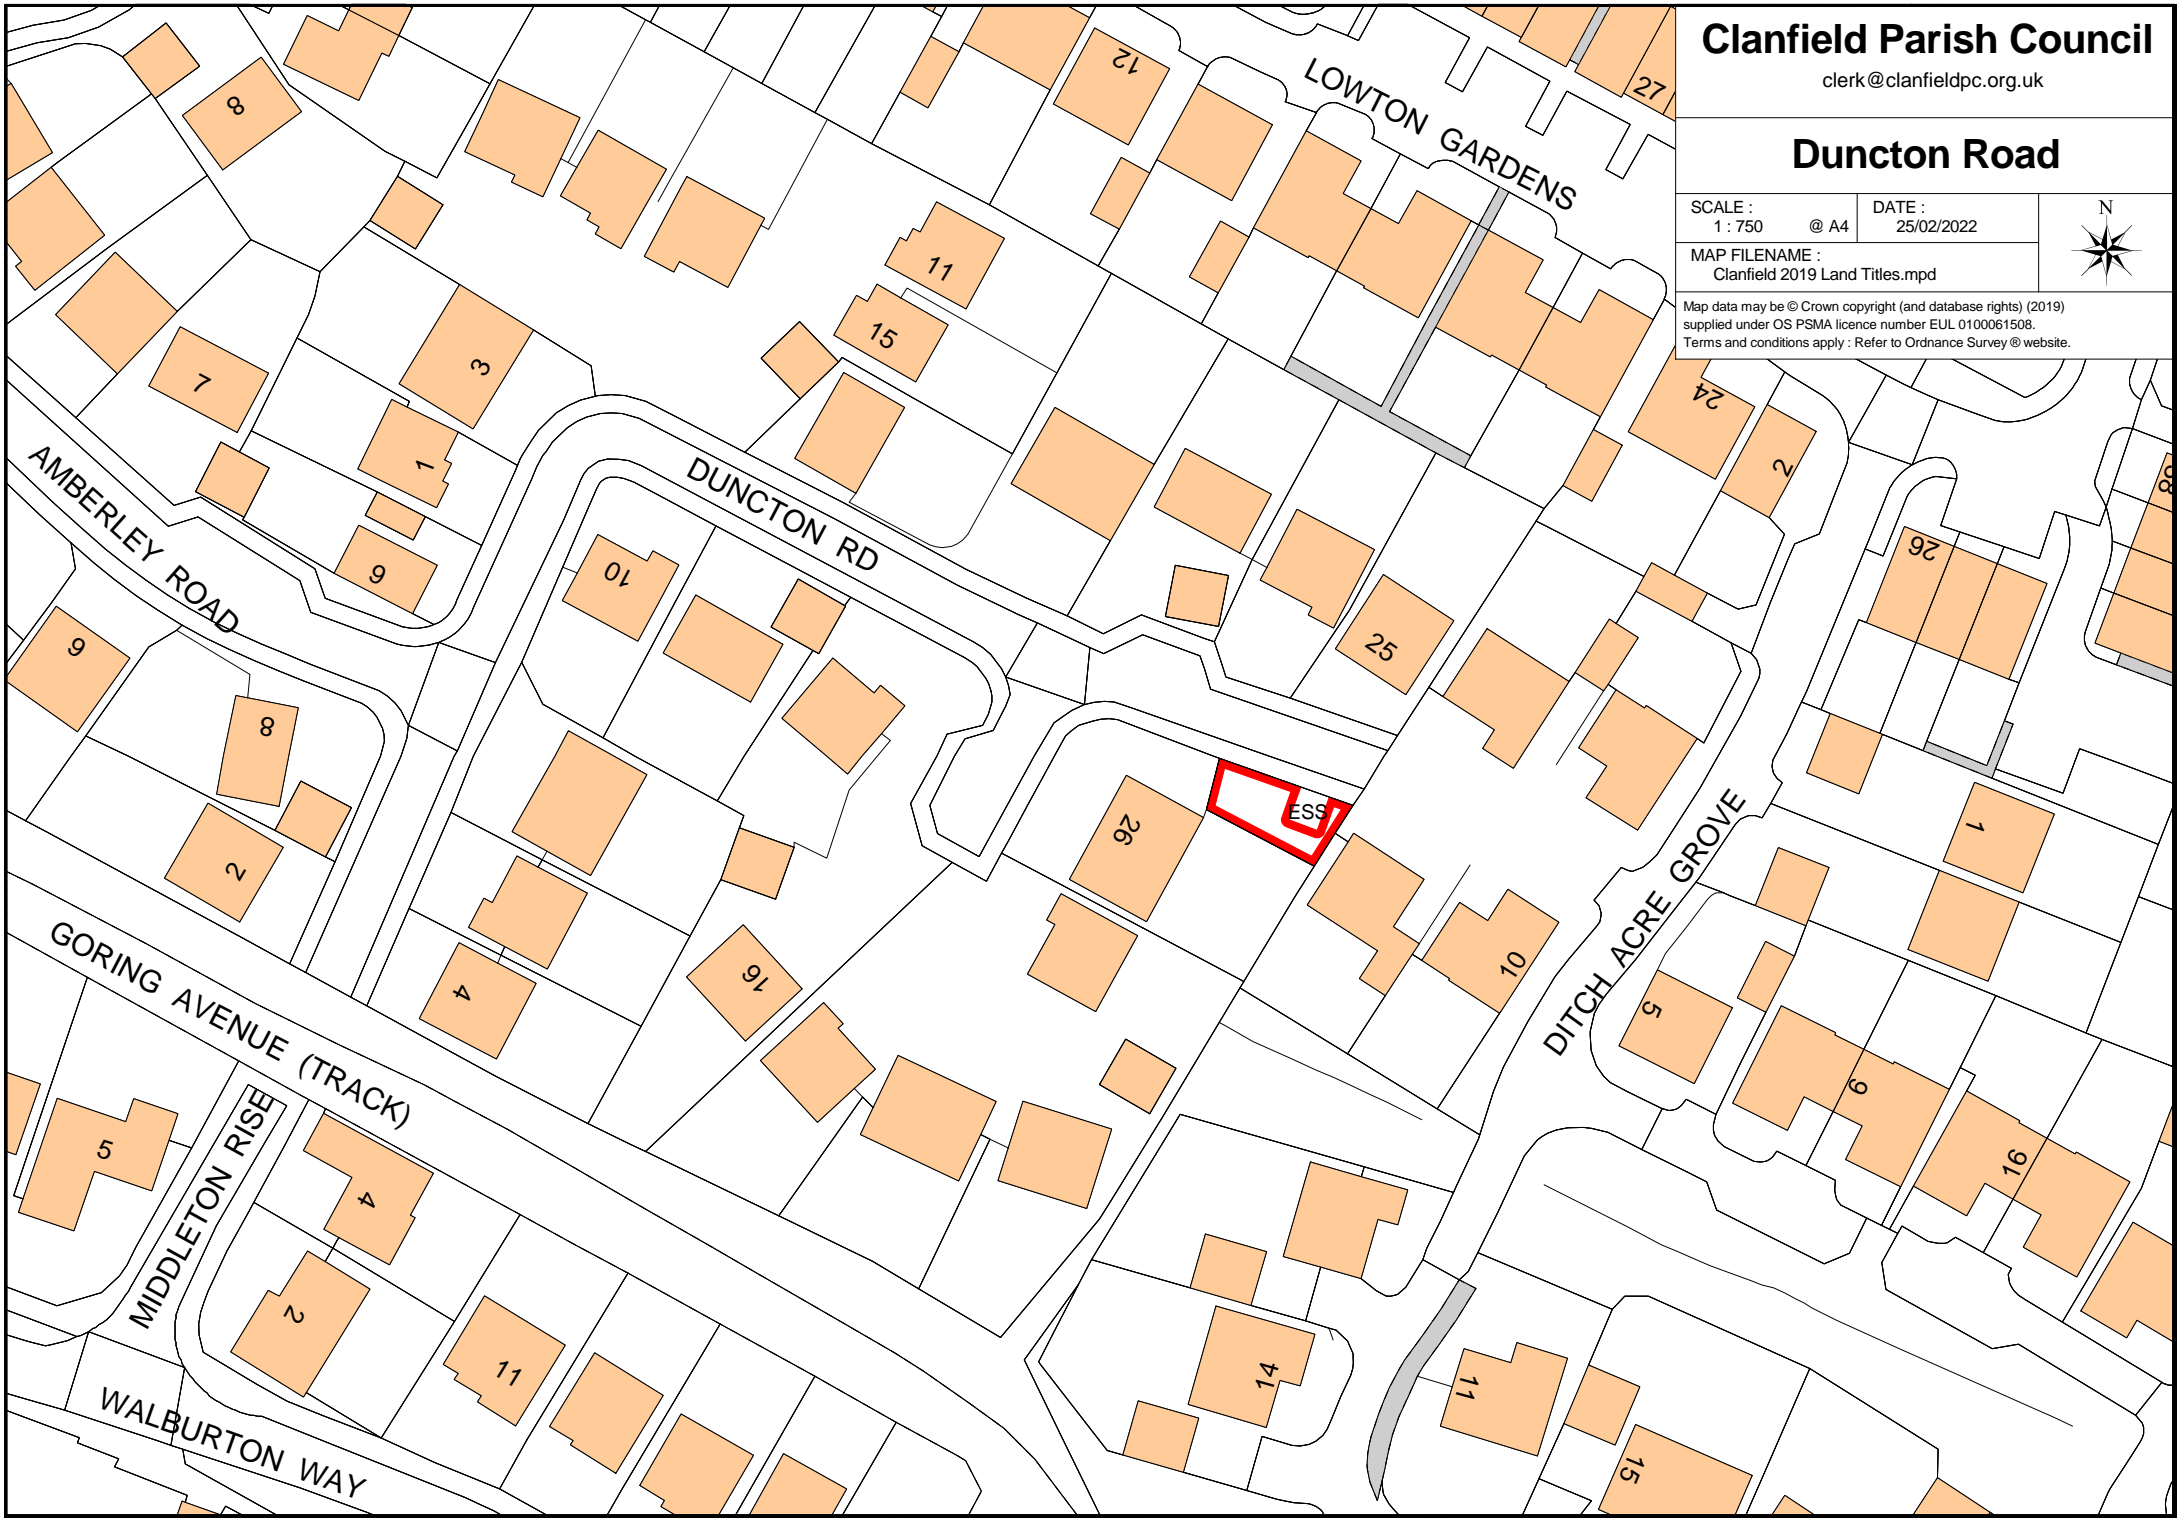 Clanfield Parish Council
clerk@clanfieldpc.org.uk
Duncton Road
SCALE :
1 : 750 @ A4
DATE :
25/02/2022
N
MAP FILENAME :
Clanfield 2019 Land Titles.mpd
Map data may be © Crown copyright (and database rights) (2019)
supplied under OS PSMA licence number EUL 0100061508.
Terms and conditions apply : Refer to Ordnance Survey ® website.
LOWTON GARDENS
12
27
8
11
15
3
7
1
24
2
DUNCTON RD
AMBERLEY ROAD
9
10
26
38
25
9
8
2
ESS
26
1
DITCH ACRE GROVE
10
5
GORING AVENUE (TRACK)
4
16
9
16
5
MIDDLETON RISE
4
2
11
14
11
15
WALBURTON WAY